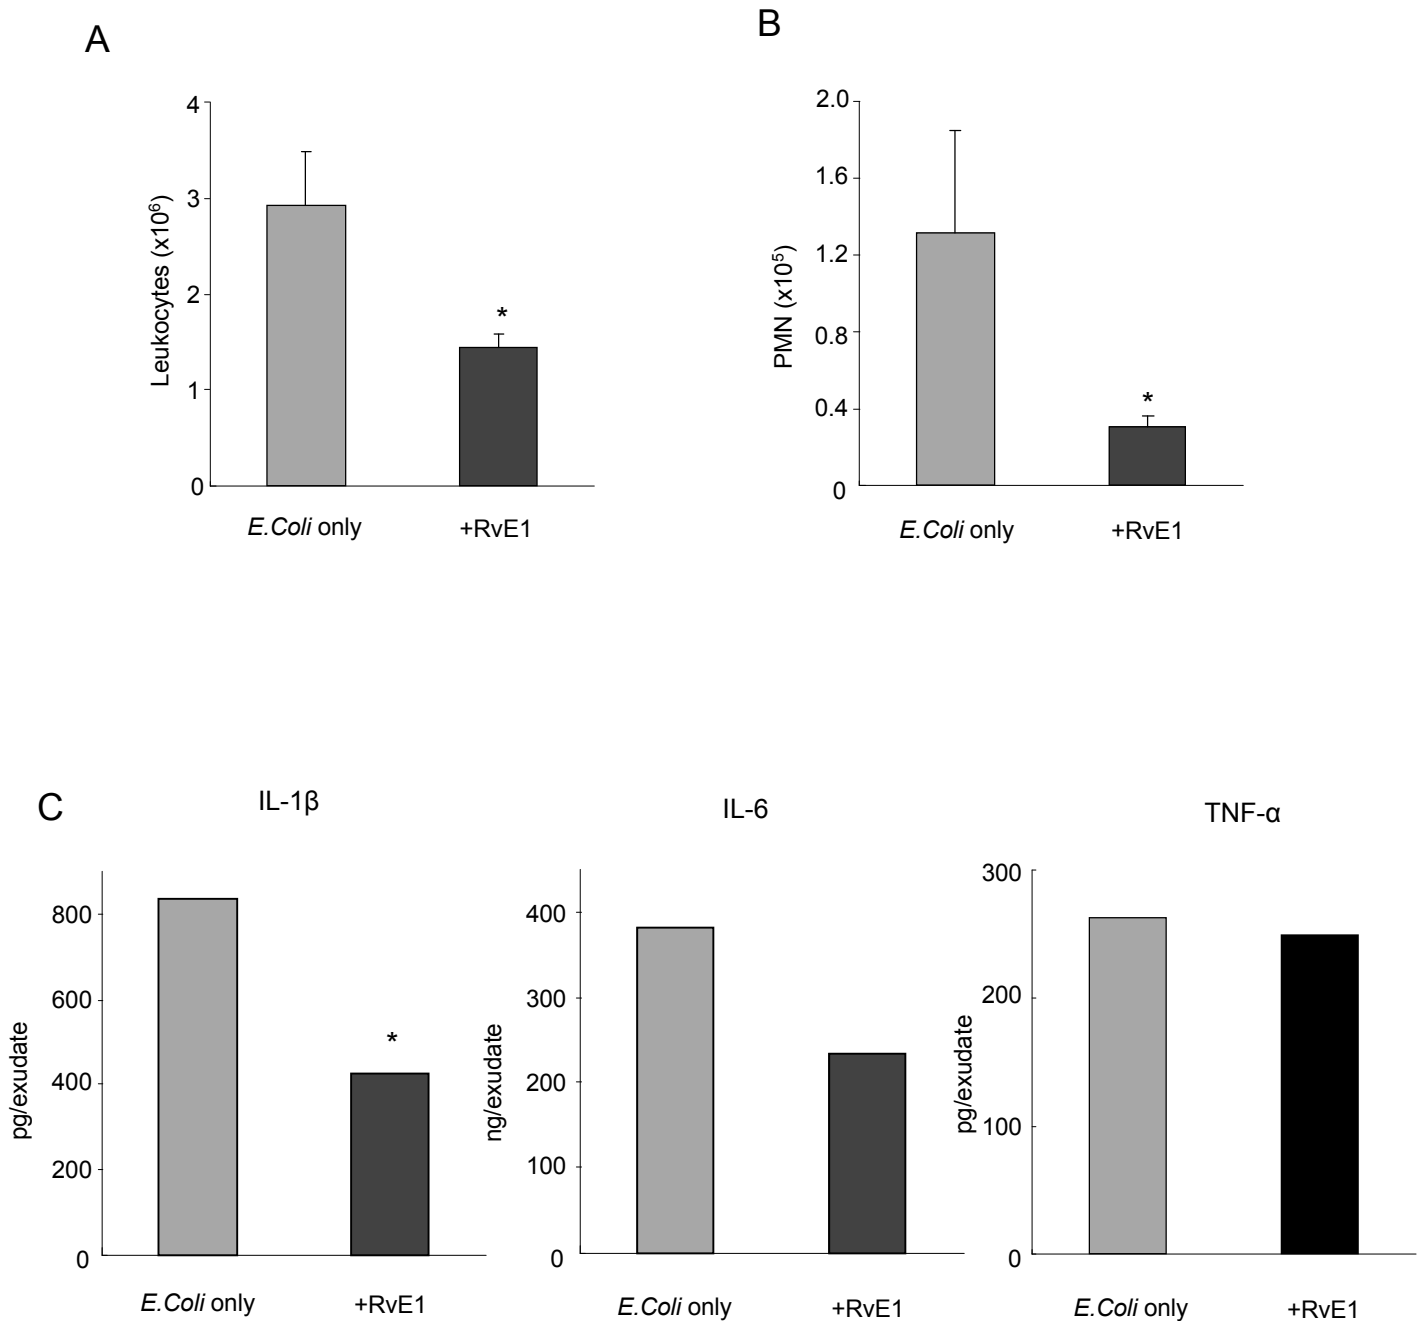 A
4
3
2
1
0
Leukocytes (x10⁶)
*
E.Coli only
+RvE1
B
2.0
1.6
1.2
0.8
0.4
0
PMN (x10⁵)
*
E.Coli only
+RvE1
C
IL-1β
800
600
400
200
0
pg/exudate
*
E.Coli only
+RvE1
IL-6
400
300
200
100
0
ng/exudate
E.Coli only
+RvE1
TNF-α
300
200
100
0
pg/exudate
E.Coli only
+RvE1